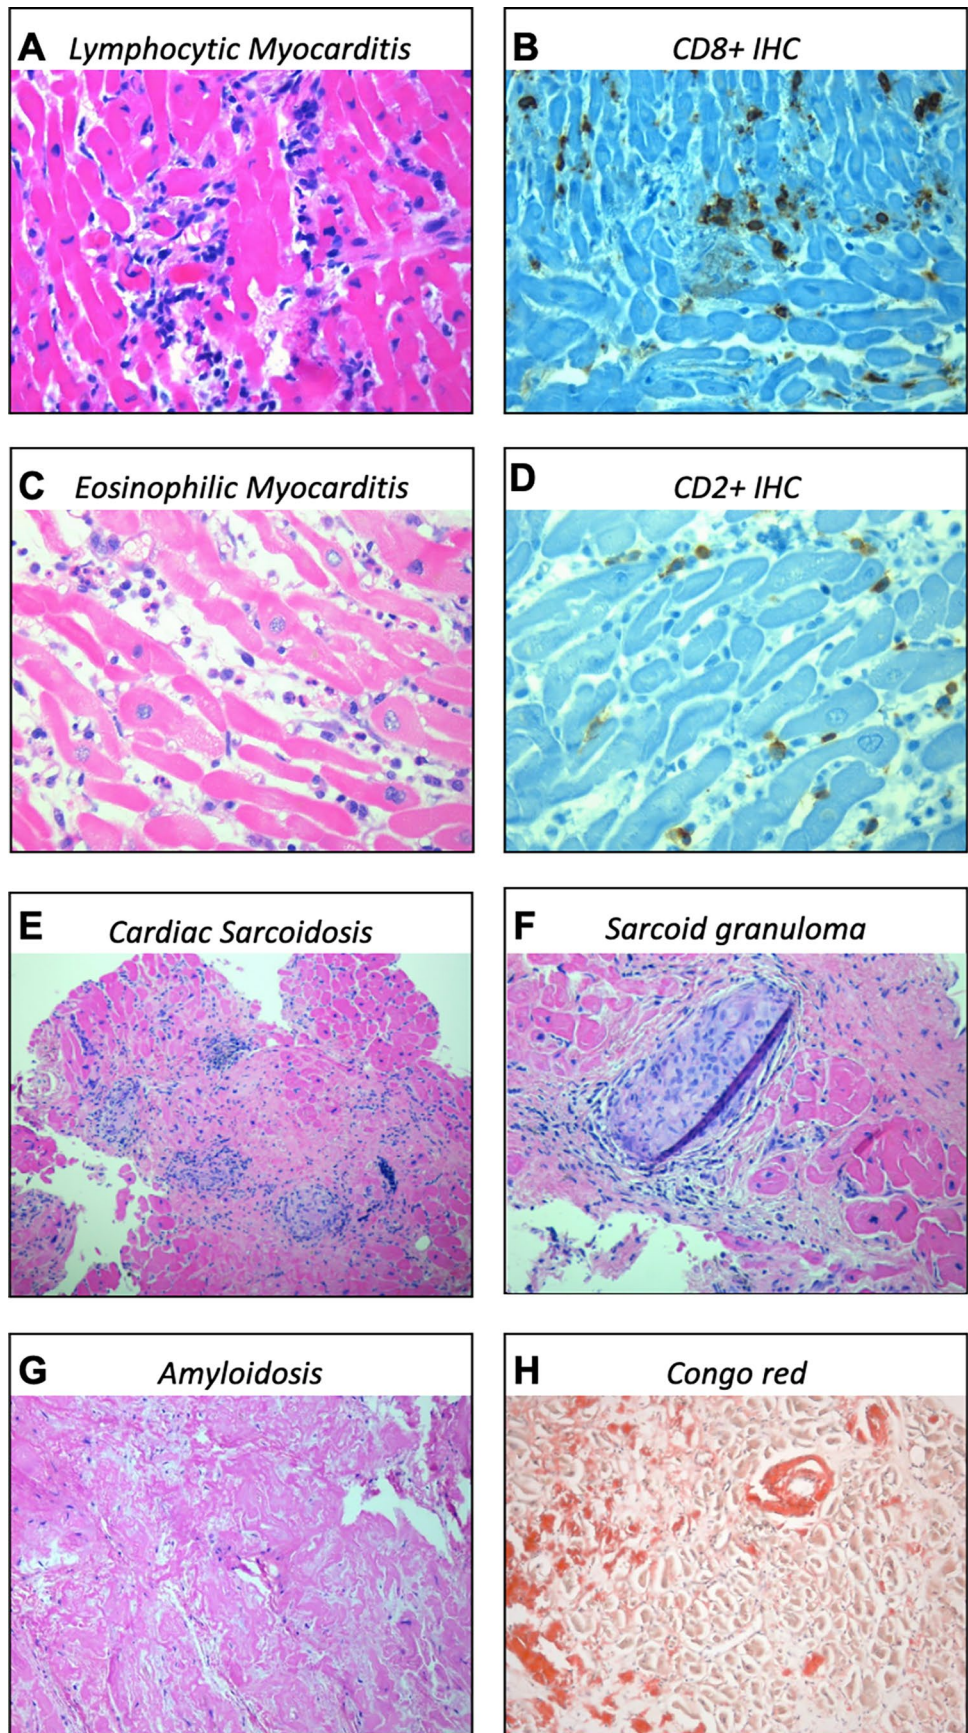 A Lymphocytic Myocarditis
B CD8+ IHC
C Eosinophilic Myocarditis
D CD2+ IHC
E Cardiac Sarcoidosis
F Sarcoid granuloma
G Amyloidosis
H Congo red